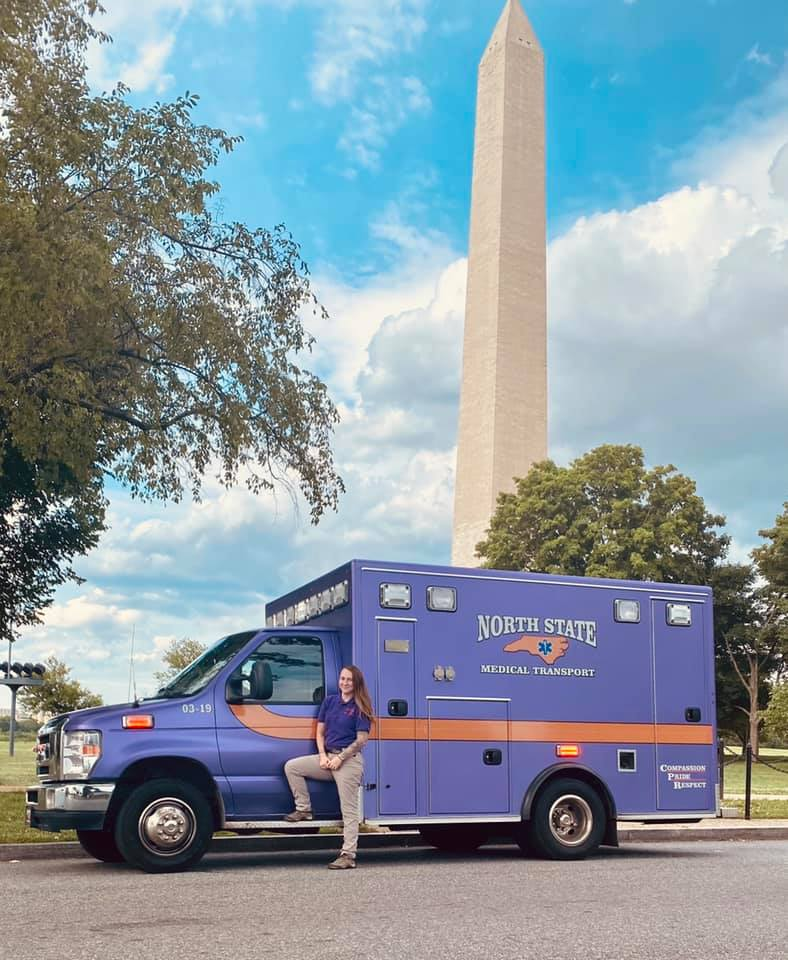 NORTH STATE
MEDICAL TRANSPORT
03-19
COMPASSION
PRIDE
RESPECT